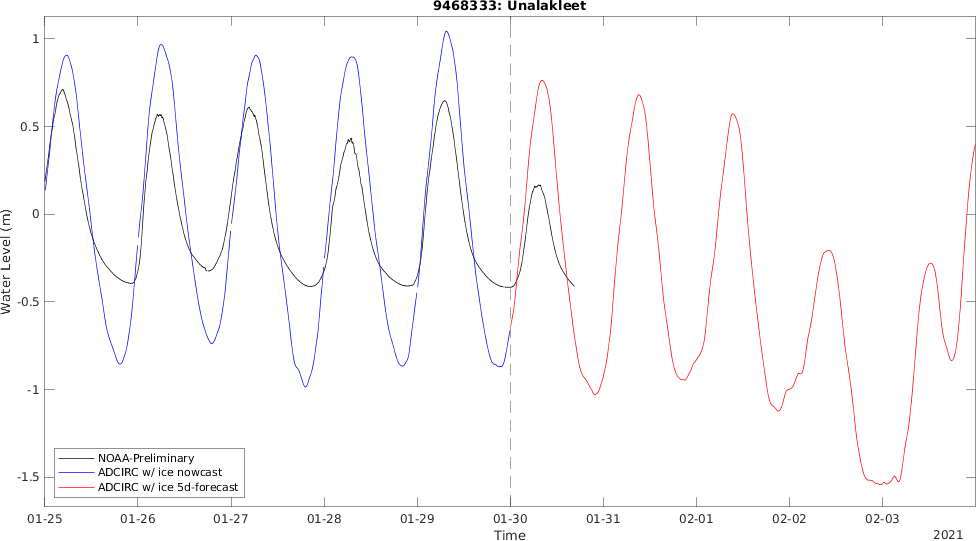 9468333: Unalakleet
1
0.5
0
-0.5
-1
-1.5
Water Level (m)
NOAA-Preliminary
ADCIRC w/ ice nowcast
ADCIRC w/ ice 5d-forecast
01-25 01-26 01-27 01-28 01-29 01-30 01-31 02-01 02-02 02-03
Time
2021